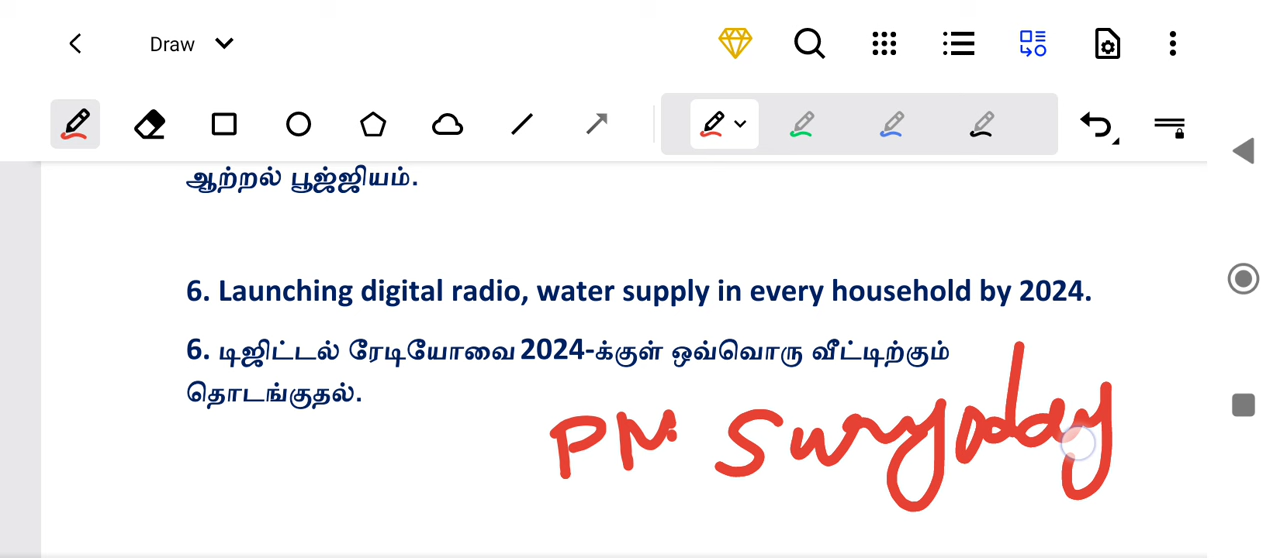 Draw
ஆற்றல் பூஜ்ஜியம்.
6. Launching digital radio, water supply in every household by 2024.
6. டிஜிட்டல் ரேடியோவை 2024-க்குள் ஒவ்வொரு வீட்டிற்கும்
தொடங்குதல்.
PM Suryoday